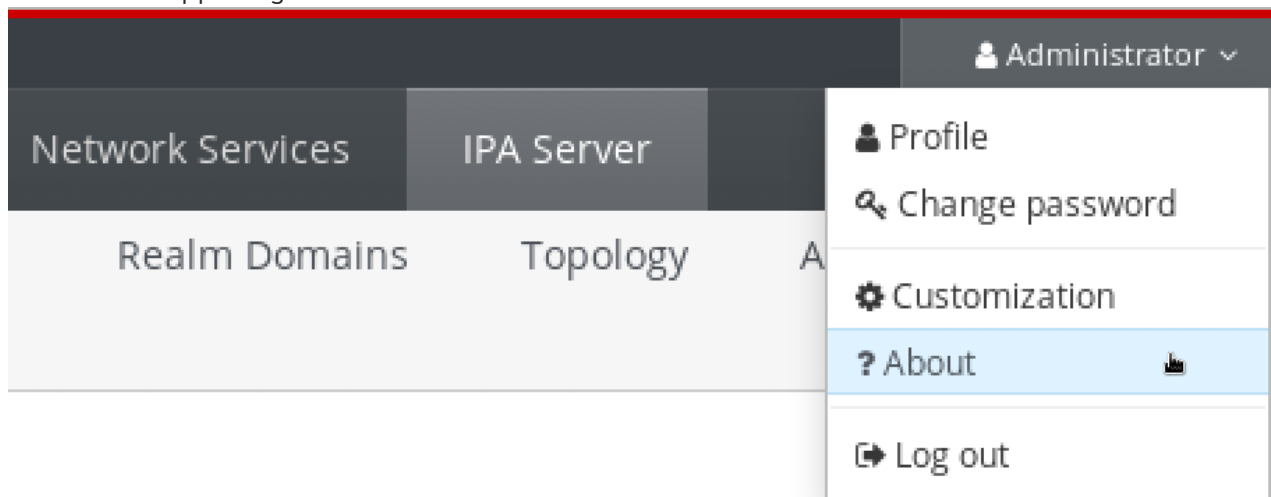 Administrator
Network Services
IPA Server
Profile
Change password
Realm Domains
Topology
A
Customization
? About
Log out